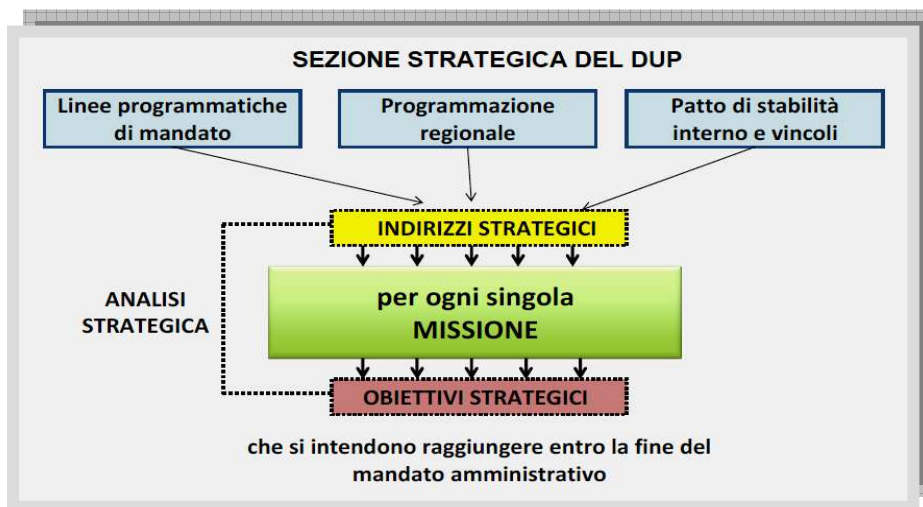 SEZIONE STRATEGICA DEL DUP
Linee programmatiche
di mandato
Programmazione
regionale
Patto di stabilità
interno e vincoli
INDIRIZZI STRATEGICI
per ogni singola
MISSIONE
ANALISI
STRATEGICA
OBIETTIVI STRATEGICI
che si intendono raggiungere entro la fine del
mandato amministrativo